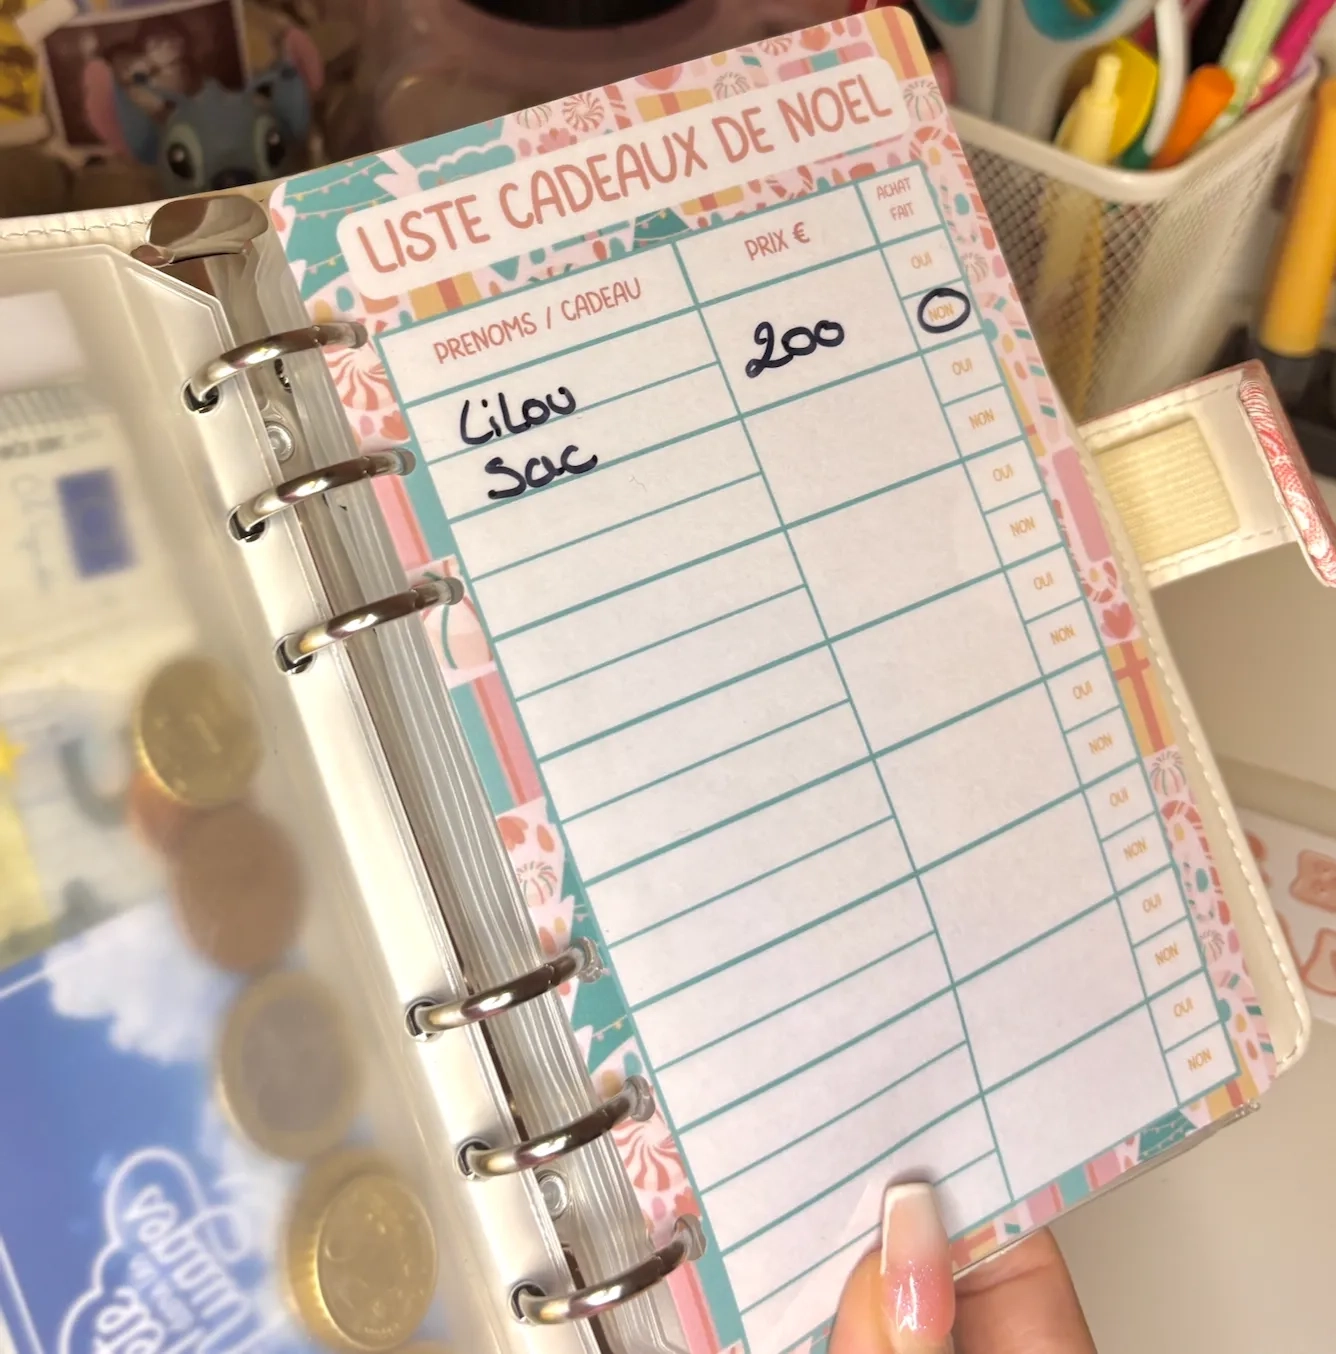 LISTE CADEAUX DE NOEL
PRENOMS / CADEAU
PRIX €
ACHAT
FAIT
Lilou
Sac
200
OUI
NON
OUI
NON
OUI
NON
OUI
NON
OUI
NON
OUI
NON
OUI
NON
OUI
NON